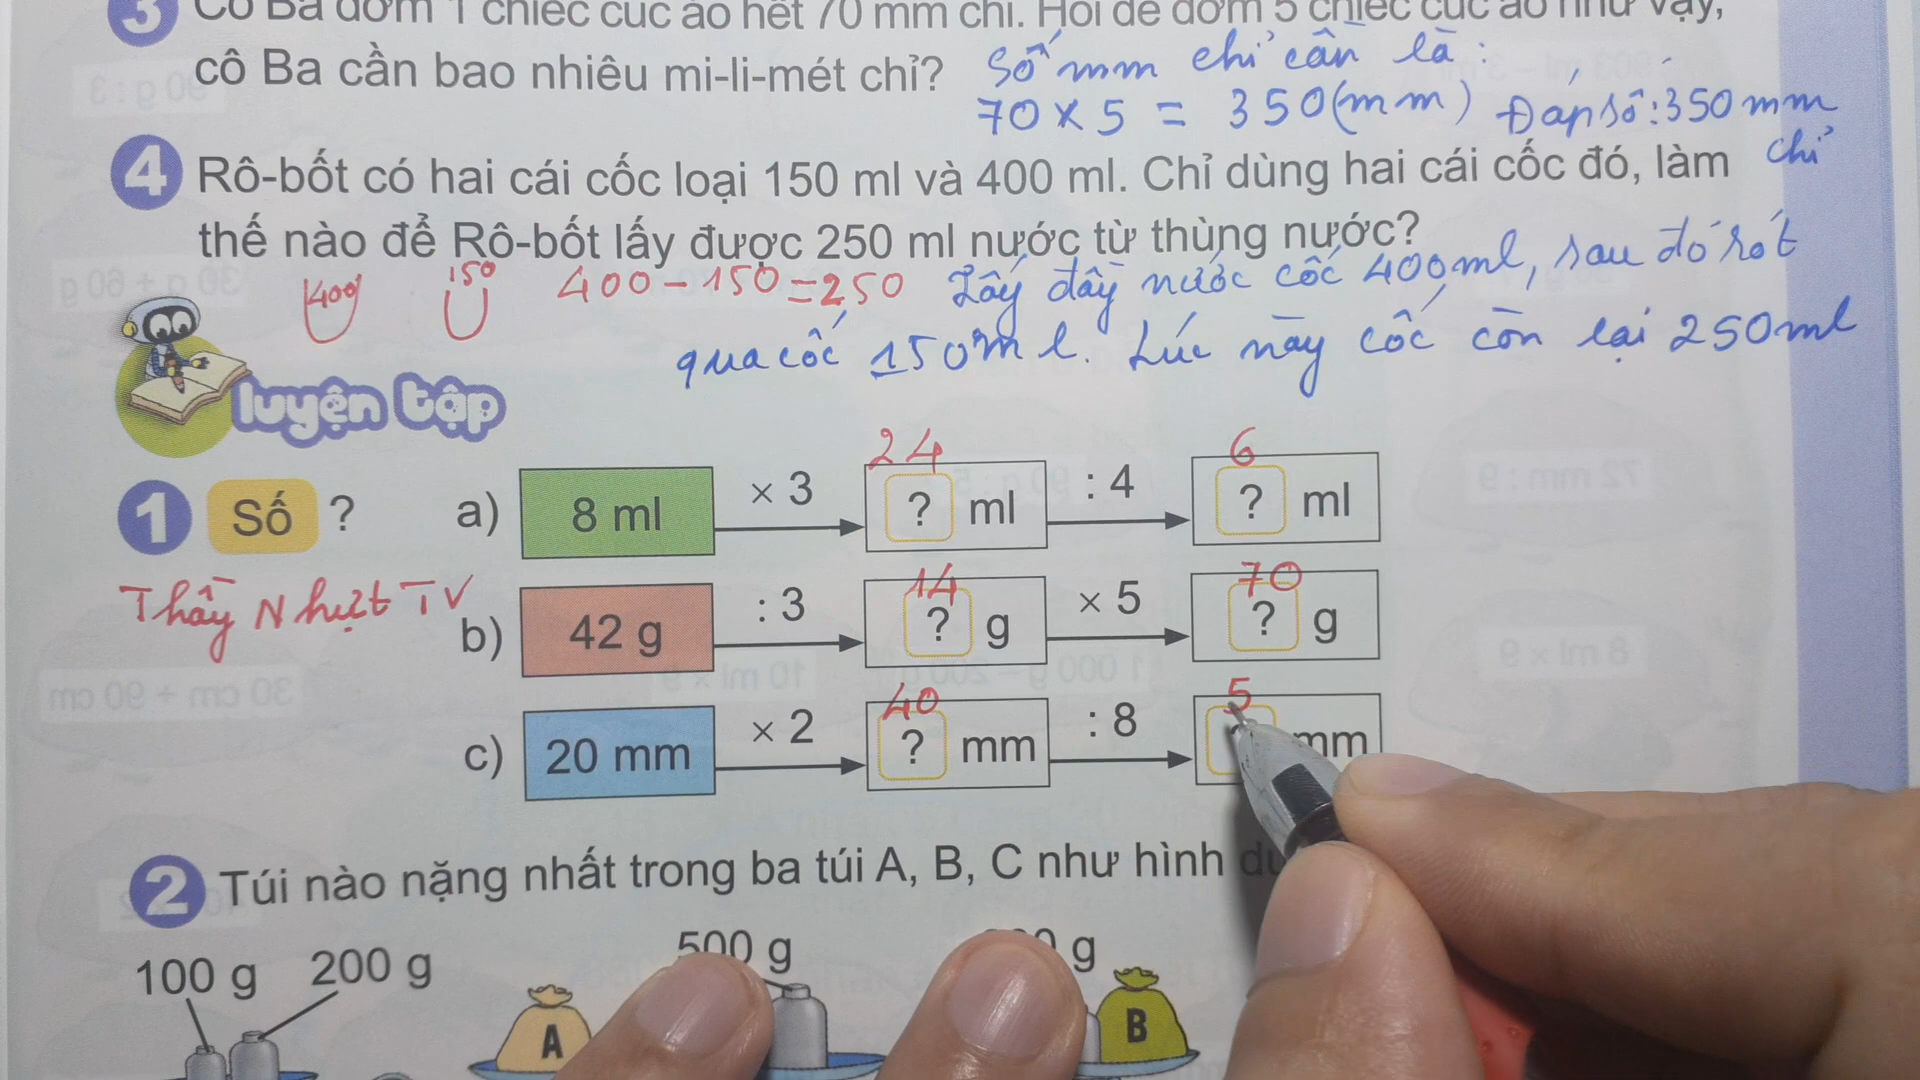 3 Cô Ba đơm 1 chiếc cúc áo hết 70 mm chỉ. Hỏi để đơm 5 chiếc cúc áo như vậy,
cô Ba cần bao nhiêu mi-li-mét chỉ? Số mm chỉ cần là:
70 x 5 = 350(mm) Đáp số: 350 mm
chỉ
4 Rô-bốt có hai cái cốc loại 150 ml và 400 ml. Chỉ dùng hai cái cốc đó, làm
thế nào để Rô-bốt lấy được 250 ml nước từ thùng nước?
400 150 400 - 150 = 250 Lấy đầy nước cốc 400ml, sau đó rót
qua cốc 150ml. Lúc này cốc còn lại 250ml
luyện tập
1 Số ? a) 8 ml × 3 24 ? ml : 4 6 ? ml
Thầy Nhựt TV
b) 42 g : 3 14 ? g × 5 70 ? g
c) 20 mm × 2 40 ? mm : 8 5 mm
2 Túi nào nặng nhất trong ba túi A, B, C như hình
100 g 200 g 500 g g
A B